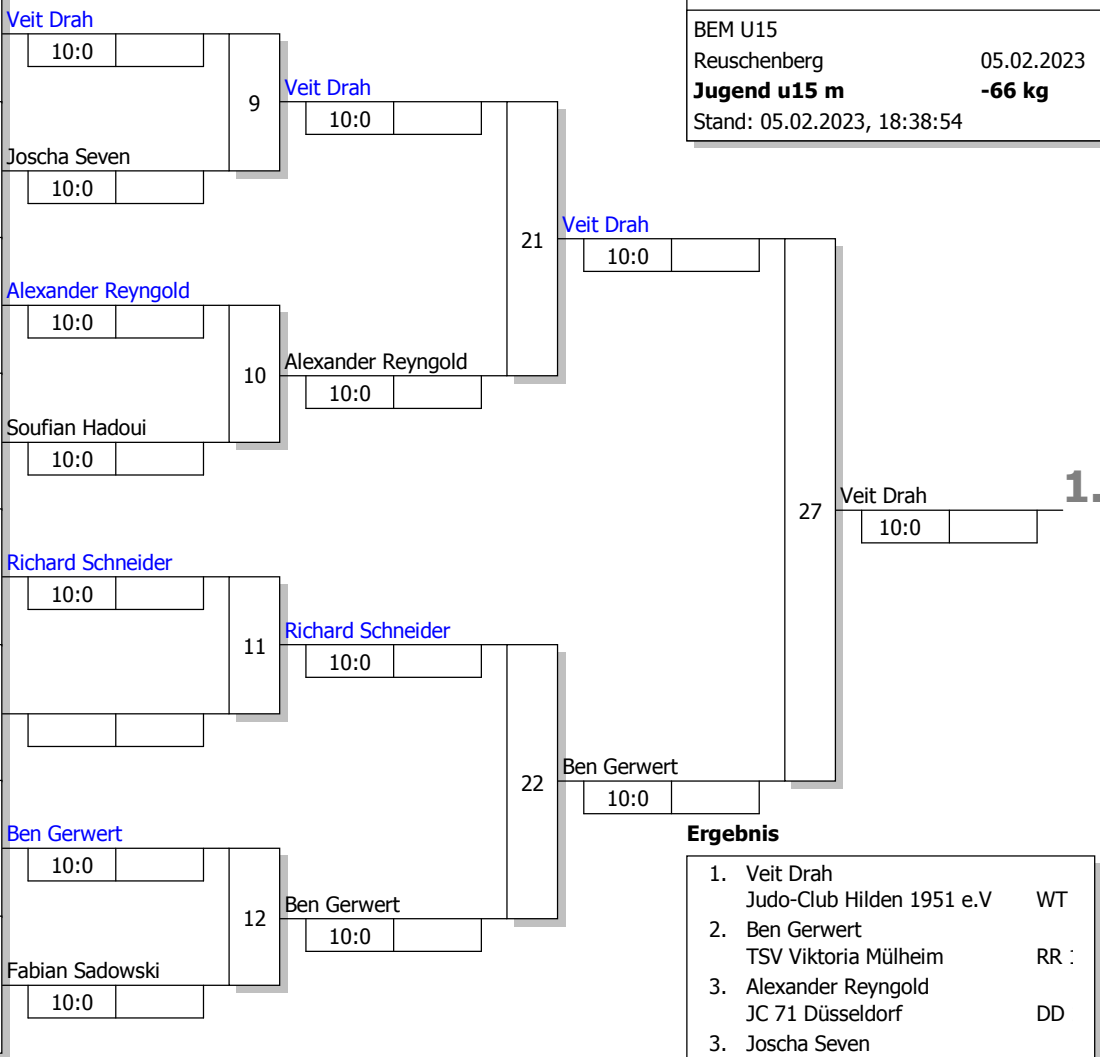 Veit Drah
10:0
9
Joscha Seven
10:0
Alexander Reyngold
10:0
10
Soufian Hadoui
10:0
Richard Schneider
10:0
11
Ben Gerwert
10:0
12
Fabian Sadowski
10:0
Veit Drah
10:0
21
Alexander Reyngold
10:0
Richard Schneider
10:0
22
Ben Gerwert
10:0
Veit Drah
10:0
27
Ben Gerwert
10:0
Veit Drah 1.
10:0
BEM U15
Reuschenberg 05.02.2023
Jugend u15 m -66 kg
Stand: 05.02.2023, 18:38:54
Ergebnis
1. Veit Drah
Judo-Club Hilden 1951 e.V WT
2. Ben Gerwert
TSV Viktoria Mülheim RR
3. Alexander Reyngold
JC 71 Düsseldorf DD
3. Joscha Seven